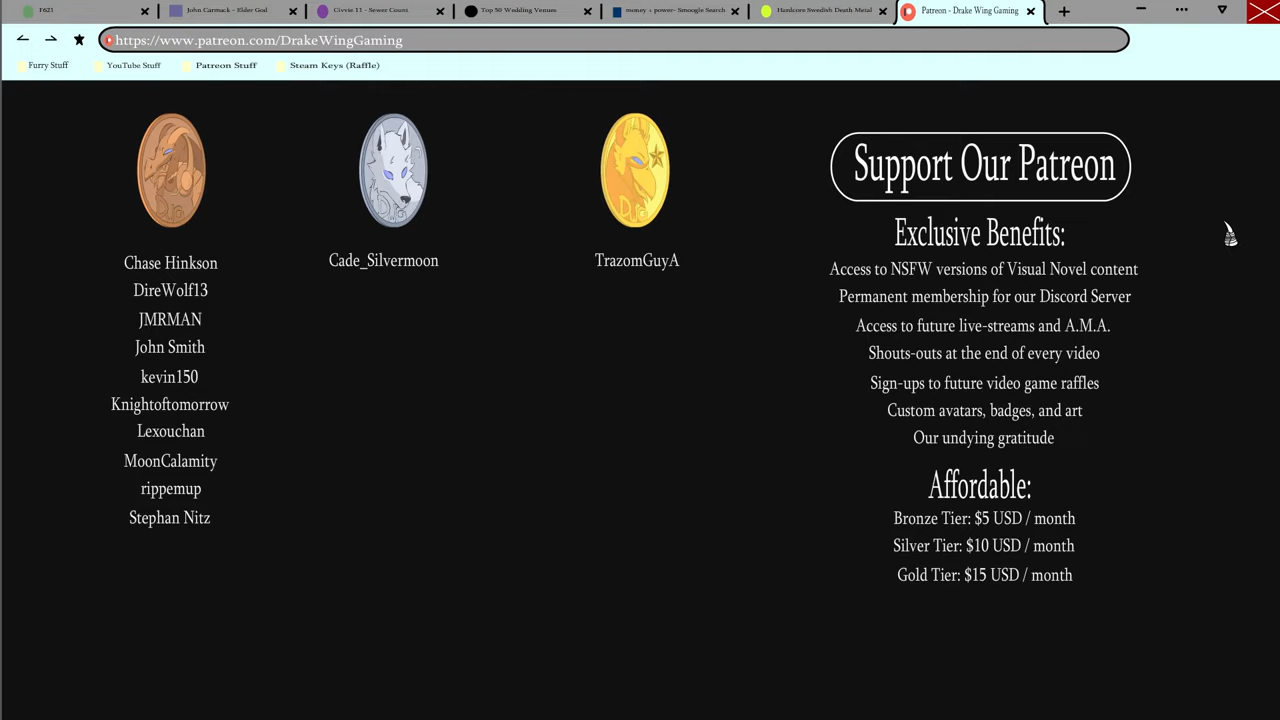 F621
John Carmack - Elder God
Civvie 11 - Sewer Count
Top 50 Wedding Venues
money + power- Smoogle Search
Hardcore Swedish Death Metal
Patreon - Drake Wing Gaming
https://www.patreon.com/DrakeWingGaming
Furry Stuff
YouTube Stuff
Patreon Stuff
Steam Keys (Raffle)
Chase Hinkson
DireWolf13
JMRMAN
John Smith
kevin150
Knightoftomorrow
Lexouchan
MoonCalamity
rippemup
Stephan Nitz
Cade_Silvermoon
TrazomGuyA
Support Our Patreon
Exclusive Benefits:
Access to NSFW versions of Visual Novel content
Permanent membership for our Discord Server
Access to future live-streams and A.M.A.
Shouts-outs at the end of every video
Sign-ups to future video game raffles
Custom avatars, badges, and art
Our undying gratitude
Affordable:
Bronze Tier: $5 USD / month
Silver Tier: $10 USD / month
Gold Tier: $15 USD / month